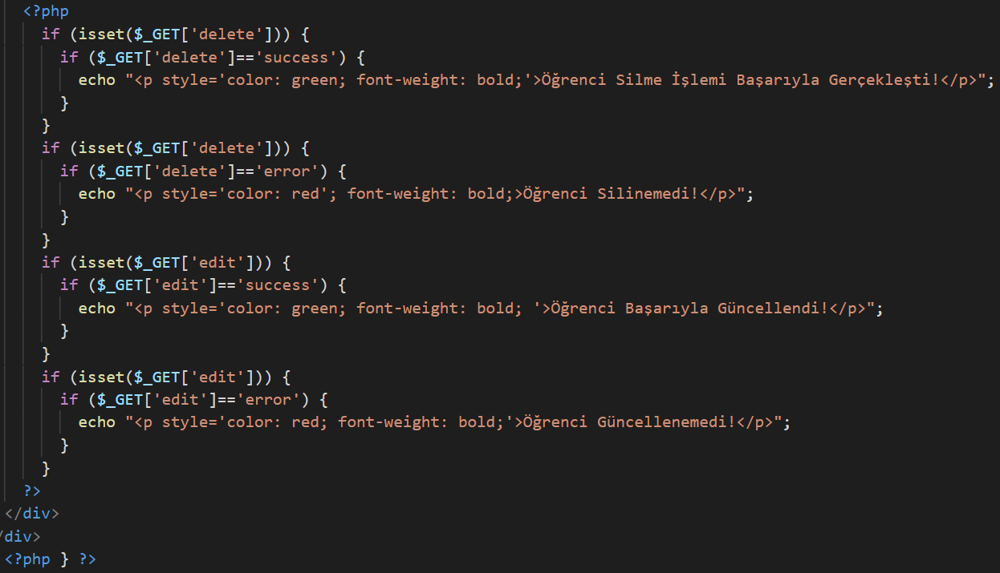 <?php
if (isset($_GET['delete'])) {
if ($_GET['delete']=='success') {
echo "<p style='color: green; font-weight: bold;'>Öğrenci Silme İşlemi Başarıyla Gerçekleşti!</p>";
}
}
if (isset($_GET['delete'])) {
if ($_GET['delete']=='error') {
echo "<p style='color: red'; font-weight: bold;>Öğrenci Silinemedi!</p>";
}
}
if (isset($_GET['edit'])) {
if ($_GET['edit']=='success') {
echo "<p style='color: green; font-weight: bold; '>Öğrenci Başarıyla Güncellendi!</p>";
}
}
if (isset($_GET['edit'])) {
if ($_GET['edit']=='error') {
echo "<p style='color: red; font-weight: bold;'>Öğrenci Güncellenemedi!</p>";
}
}
?>
</div>
/div>
<?php } ?>